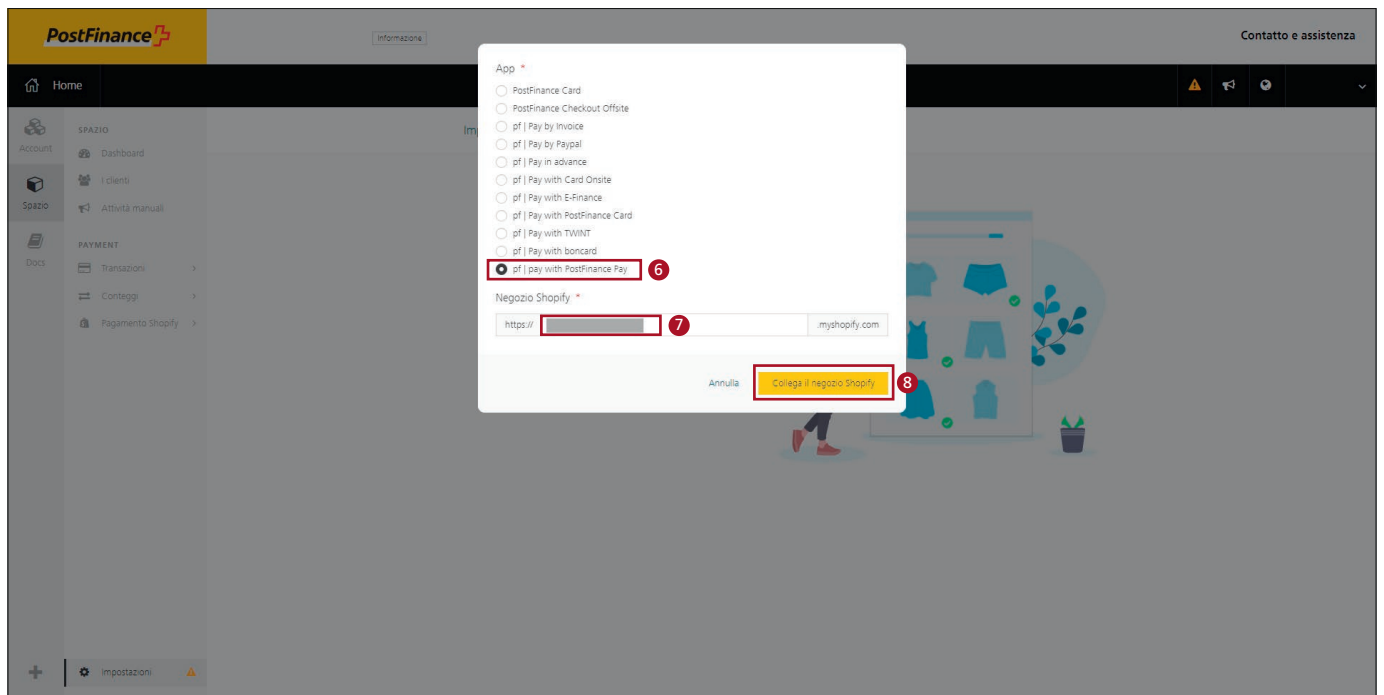 PostFinance
Informazione
Contatto e assistenza
Home
Account
Spazio
Docs
SPAZIO
Dashboard
I clienti
Attività manuali
PAYMENT
Transazioni
Conteggi
Pagamento Shopify
Impostazioni
App *
PostFinance Card
PostFinance Checkout Offsite
pf | Pay by Invoice
pf | Pay by Paypal
pf | Pay in advance
pf | Pay with Card Onsite
pf | Pay with E-Finance
pf | Pay with PostFinance Card
pf | Pay with TWINT
pf | Pay with boncard
pf | pay with PostFinance Pay 6
Negozio Shopify *
https:// 7 .myshopify.com
Annulla Collega il negozio Shopify 8